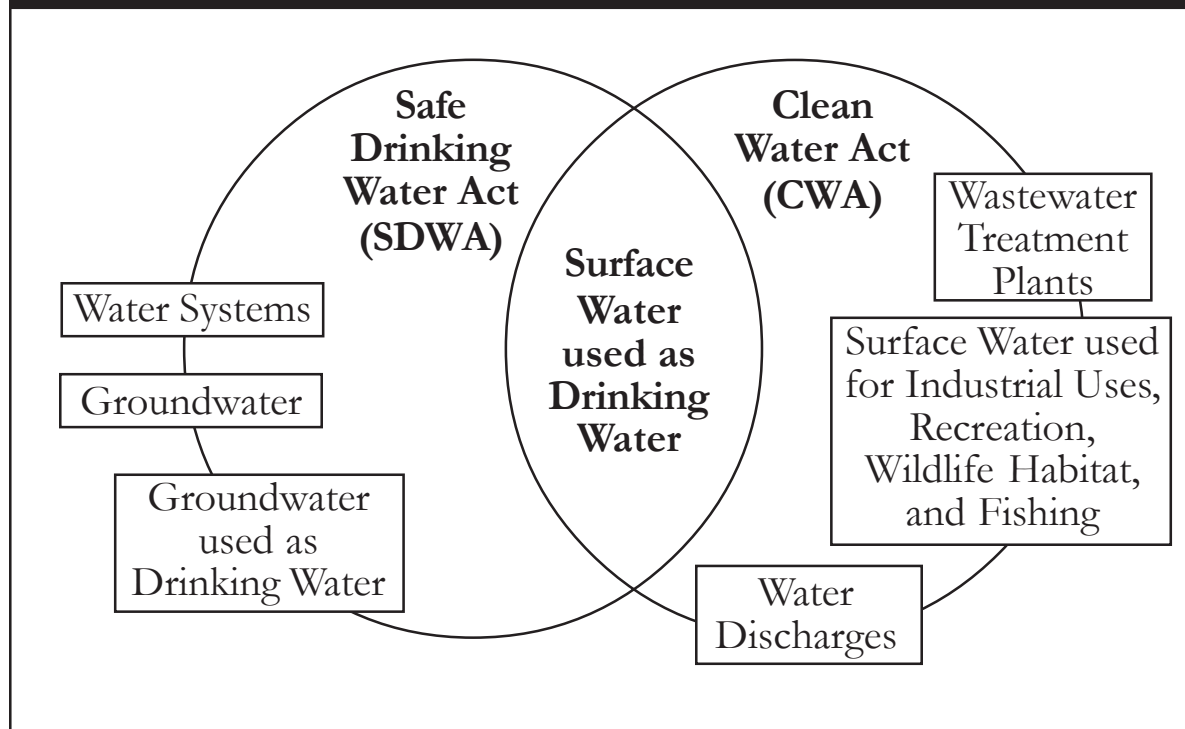 Safe
Drinking
Water Act
(SDWA)
Clean
Water Act
(CWA)
Surface
Water
used as
Drinking
Water
Water Systems
Groundwater
Groundwater
used as
Drinking Water
Wastewater
Treatment
Plants
Surface Water used
for Industrial Uses,
Recreation,
Wildlife Habitat,
and Fishing
Water
Discharges